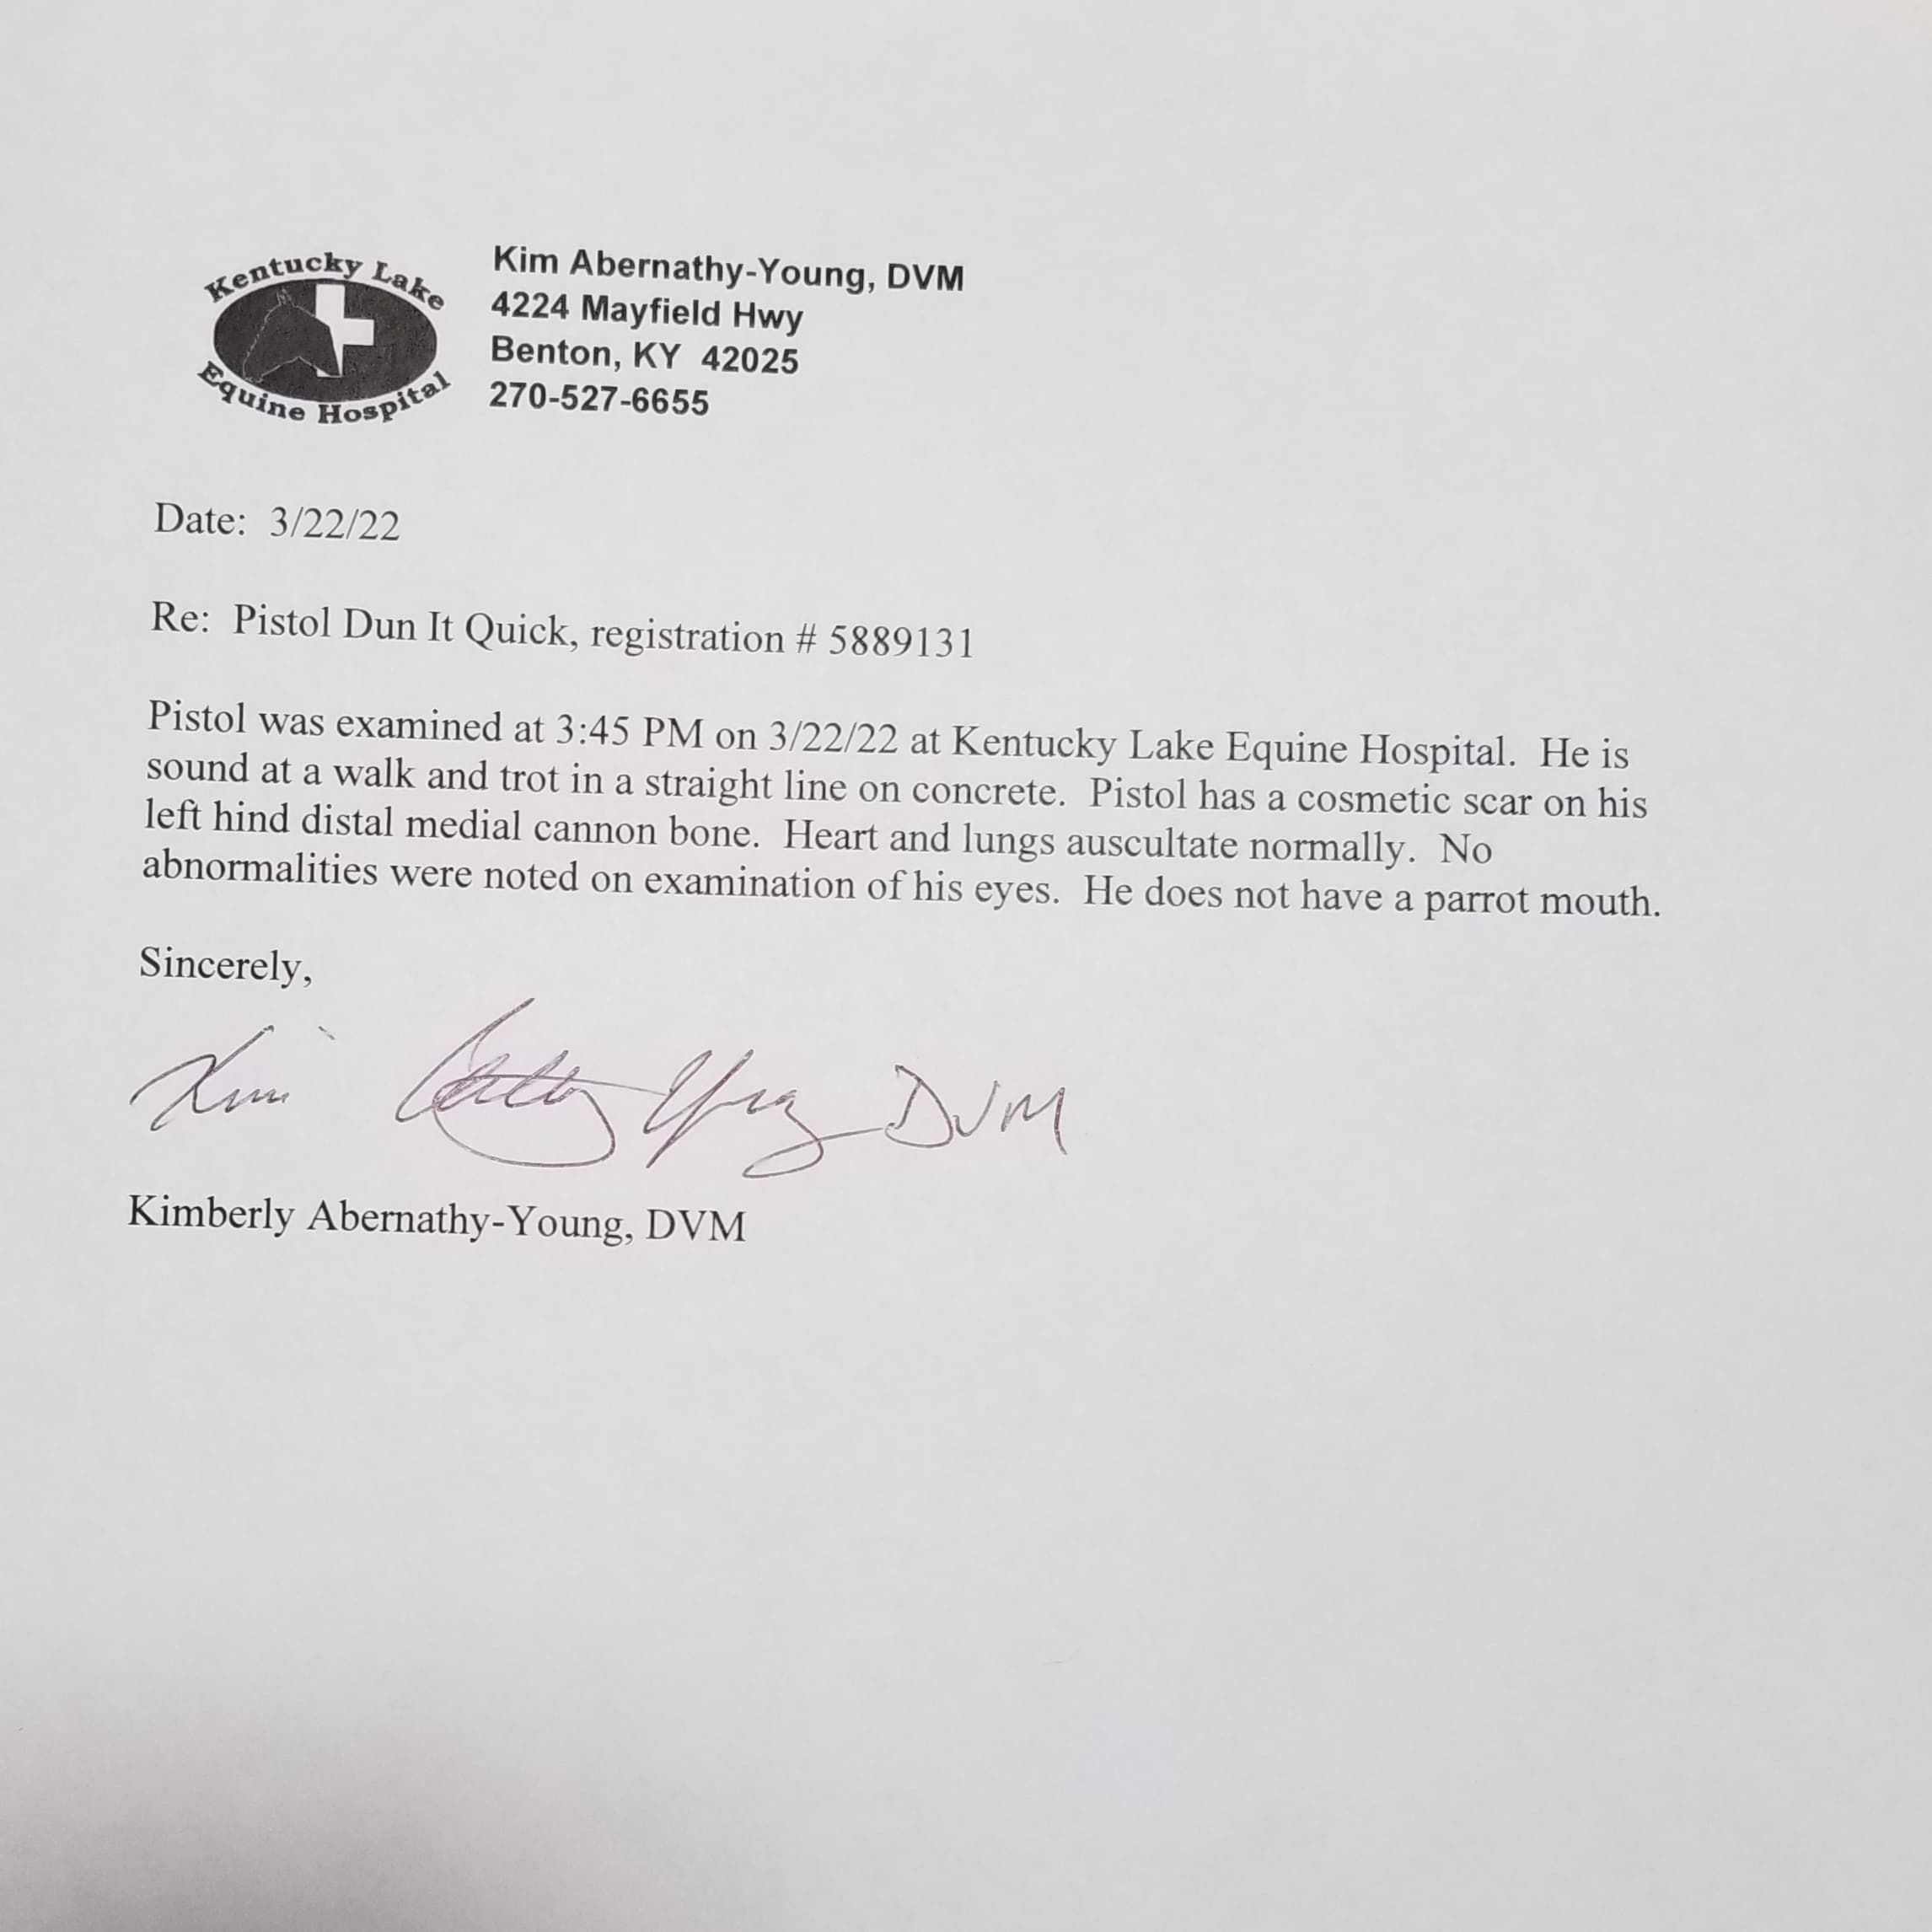 Kentucky Lake
Equine Hospital
Kim Abernathy-Young, DVM
4224 Mayfield Hwy
Benton, KY  42025
270-527-6655
Date:  3/22/22
Re:  Pistol Dun It Quick, registration # 5889131
Pistol was examined at 3:45 PM on 3/22/22 at Kentucky Lake Equine Hospital.  He is
sound at a walk and trot in a straight line on concrete.  Pistol has a cosmetic scar on his
left hind distal medial cannon bone.  Heart and lungs auscultate normally.  No
abnormalities were noted on examination of his eyes.  He does not have a parrot mouth.
Sincerely,
Kim Young DVM
Kimberly Abernathy-Young, DVM